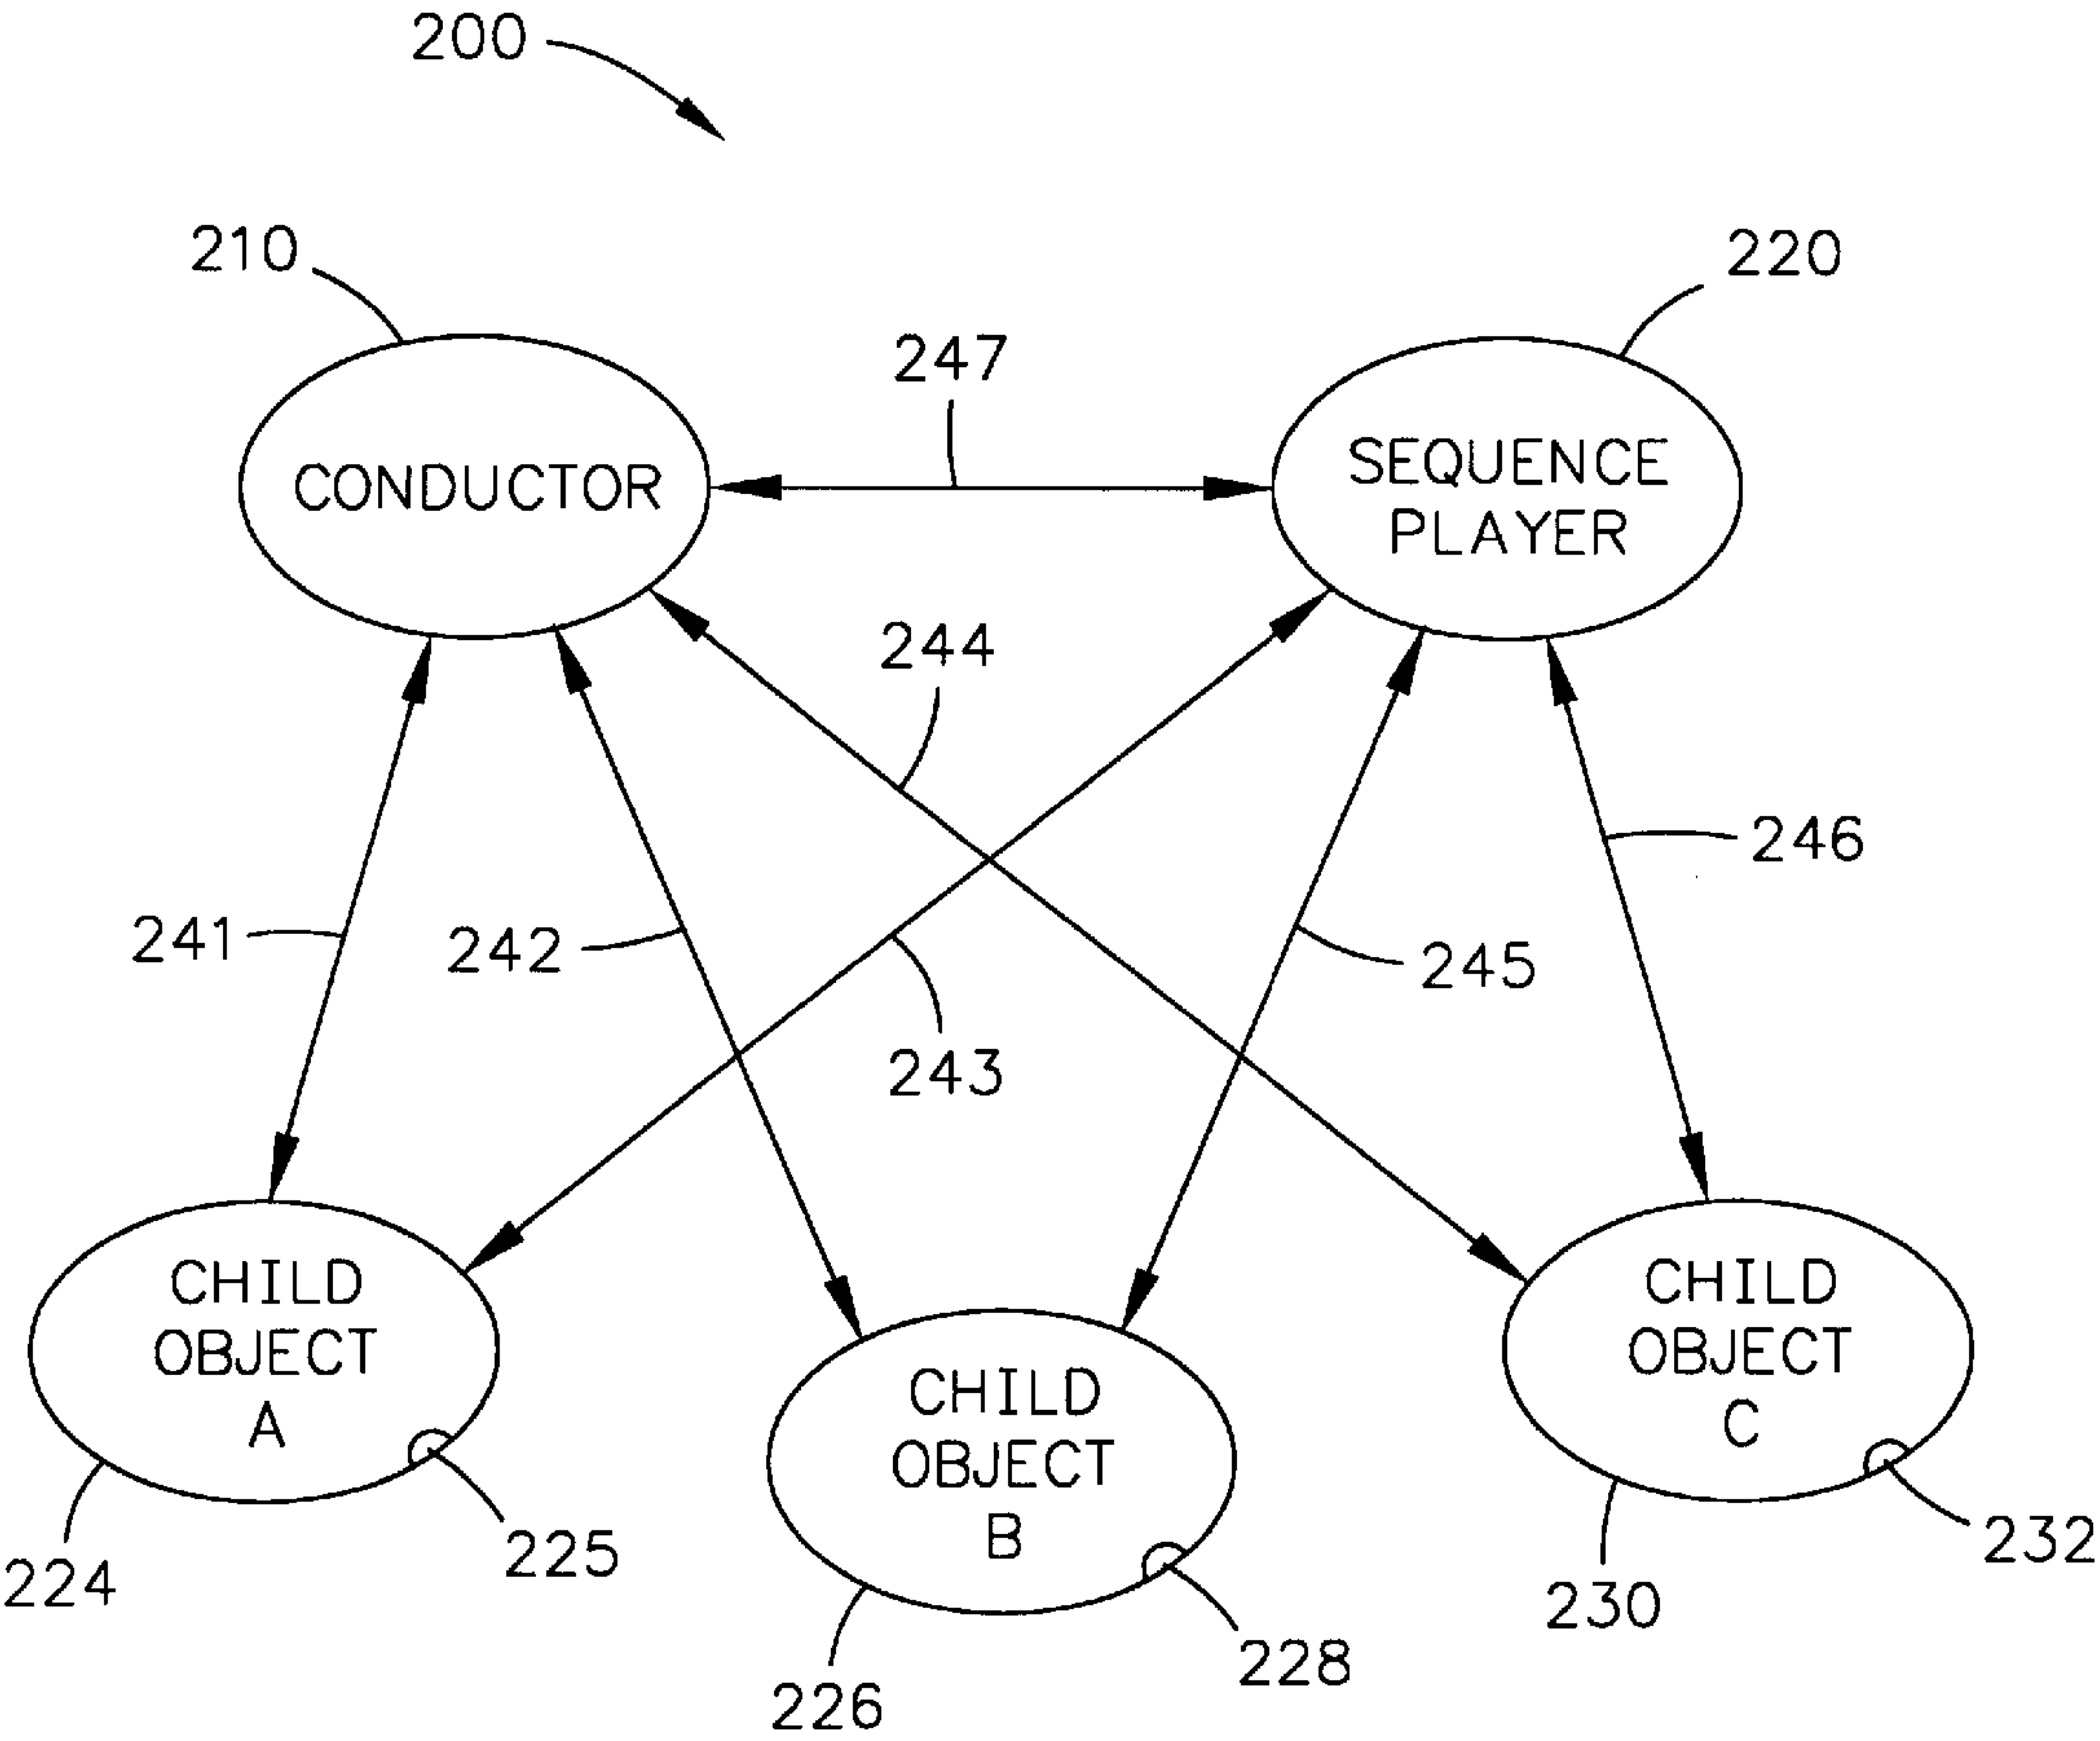 200
210
220
247
CONDUCTOR
SEQUENCE
PLAYER
244
246
241
242
245
243
CHILD
OBJECT
A
CHILD
OBJECT
B
CHILD
OBJECT
C
224
225
226
228
230
232